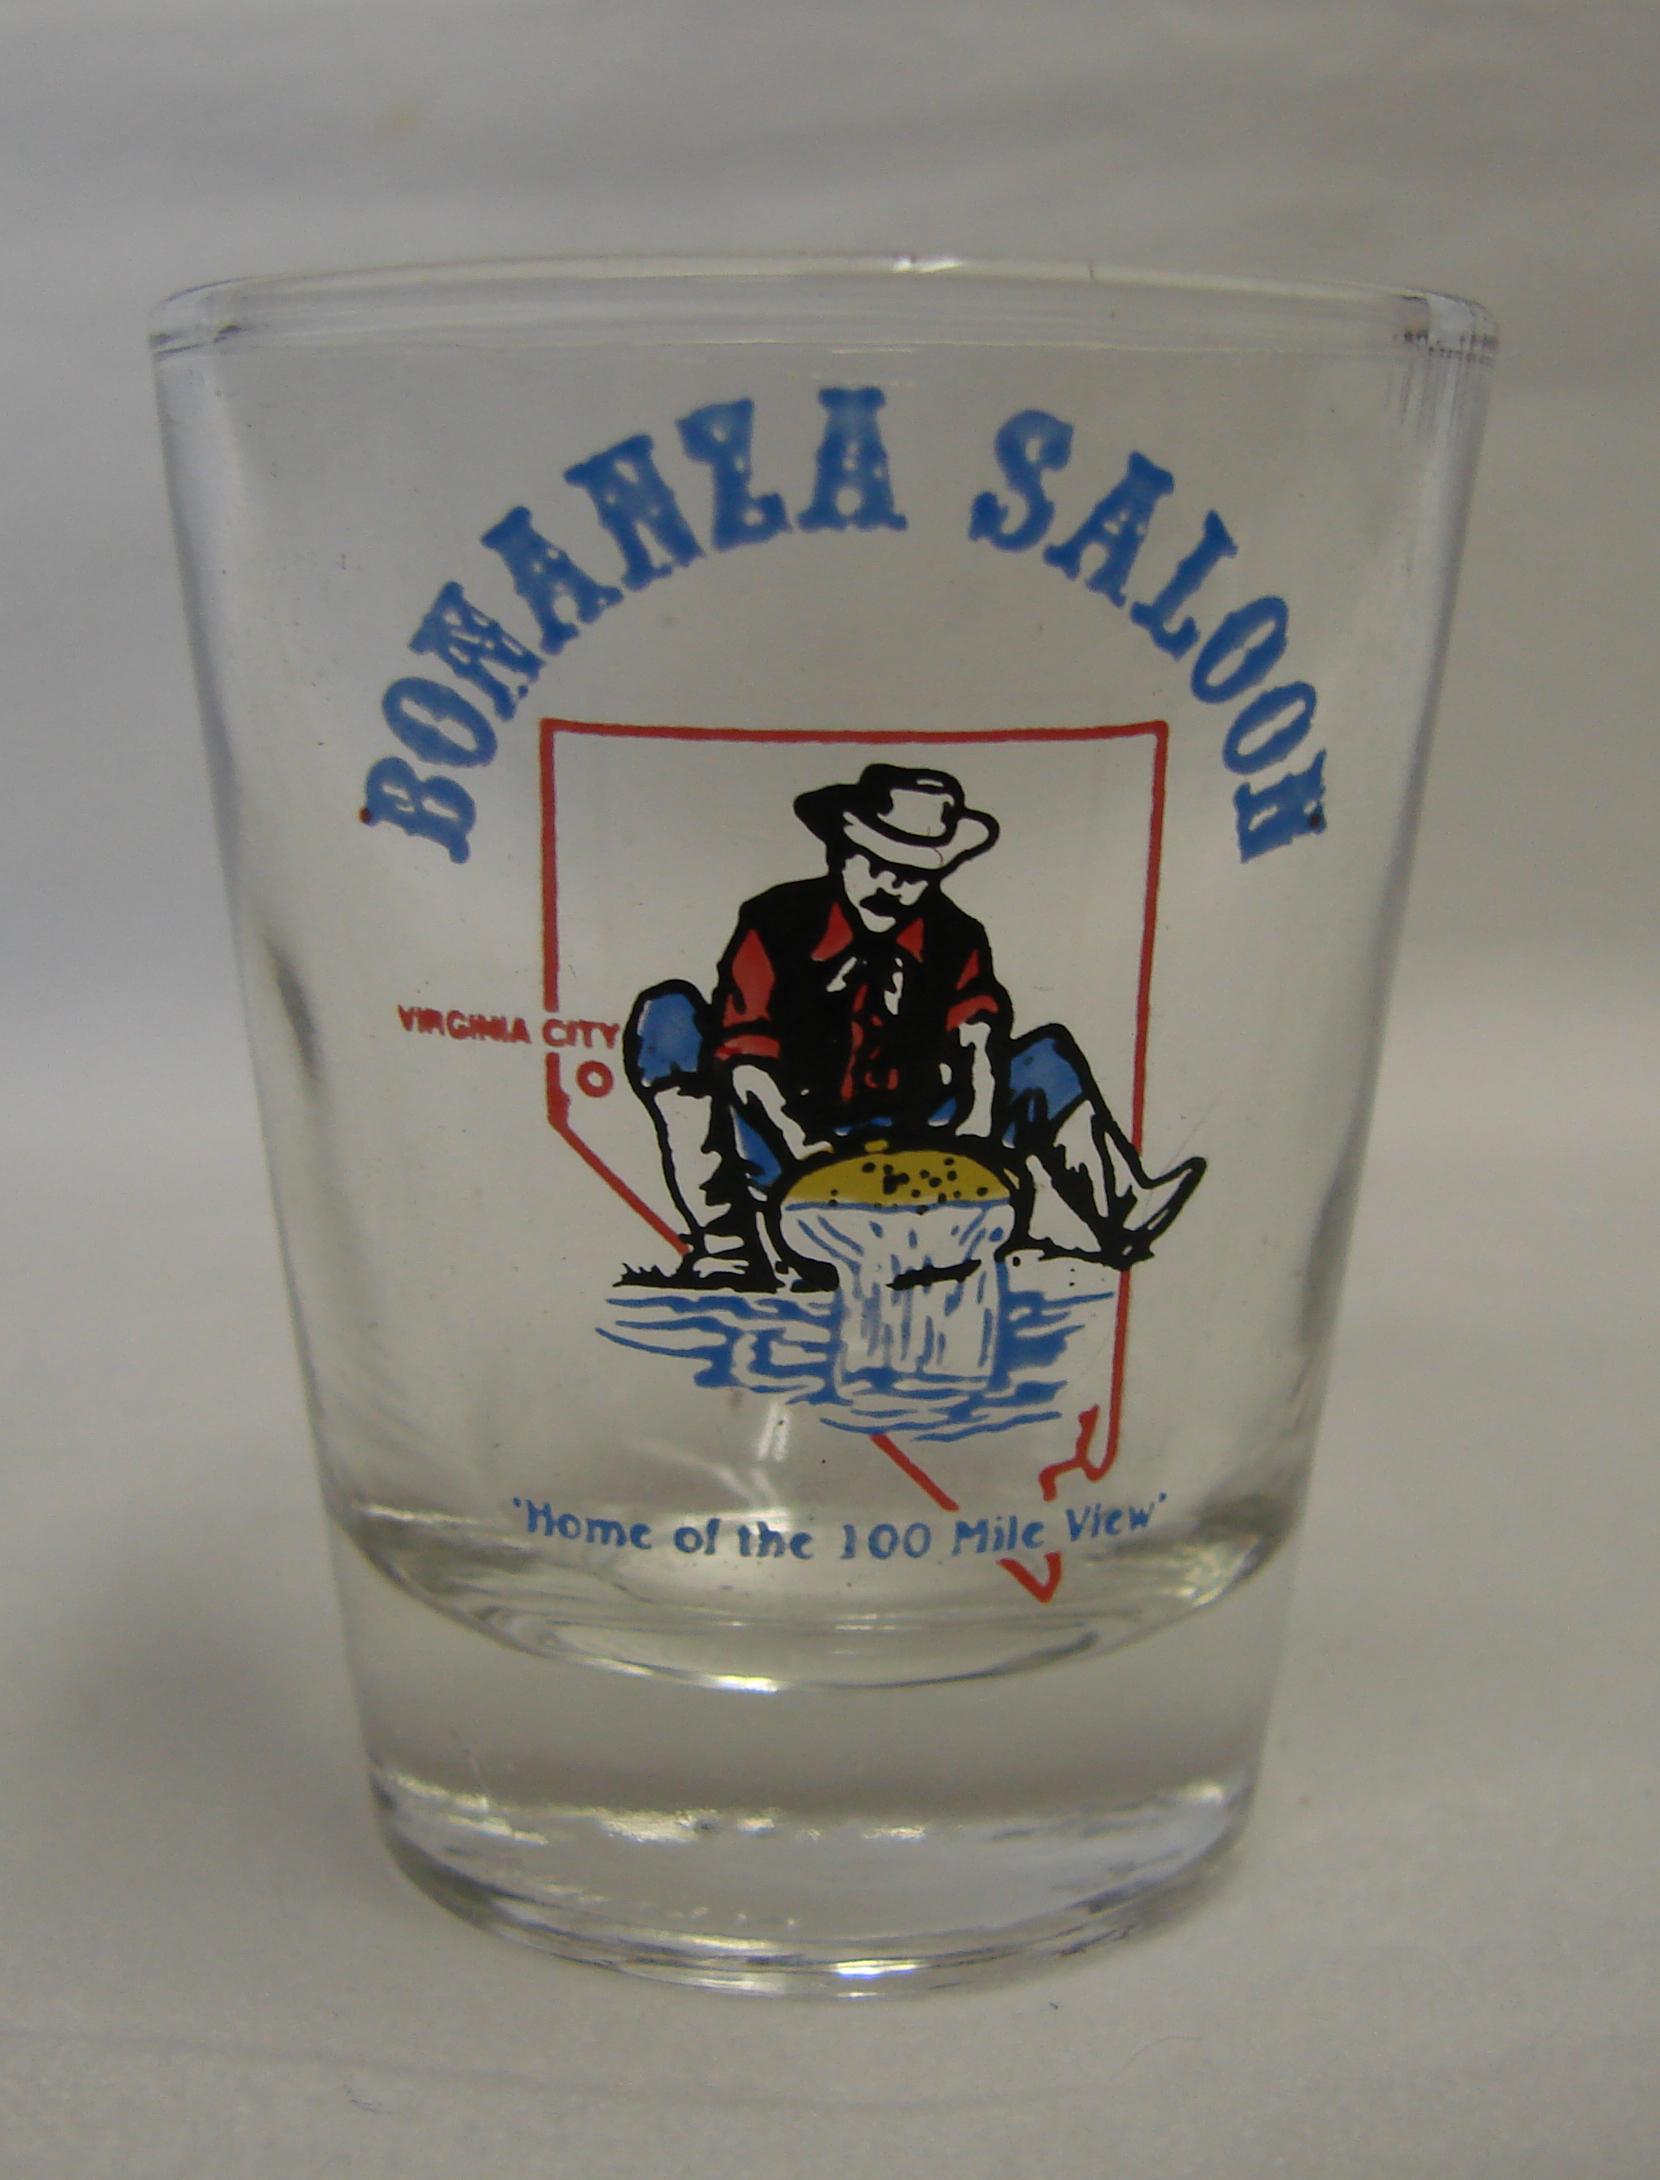 BONANZA SALOON
VIRGINIA CITY
"Home of the 100 Mile View"